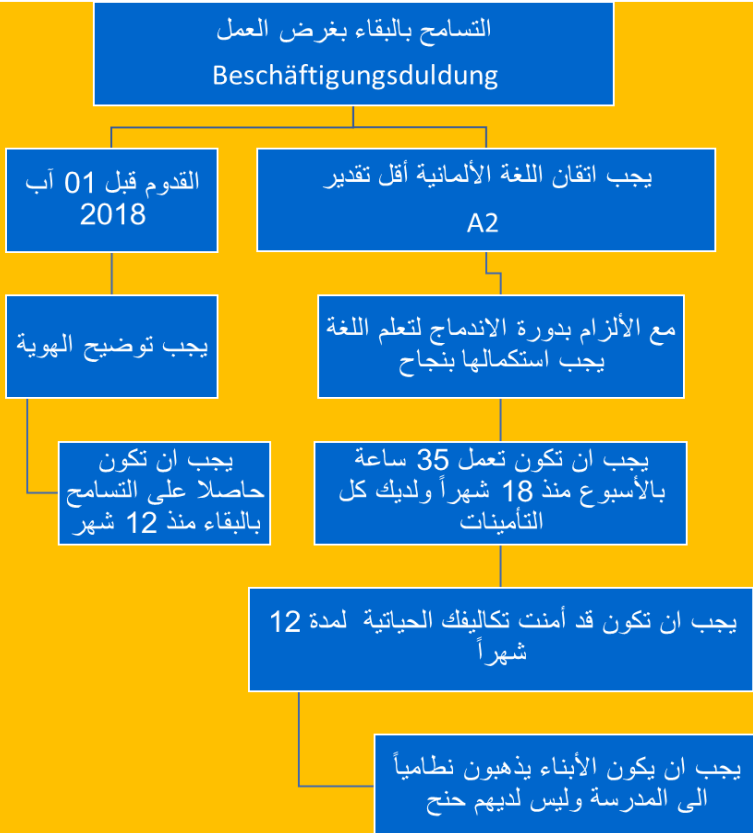 التسامح بالبقاء بغرض العمل
Beschäftigungsduldung
القدوم قبل 01 آب
2018
يجب توضيح الهوية
يجب ان تكون
حاصلا على التسامح
بالبقاء منذ 12 شهر
يجب اتقان اللغة الألمانية أقل تقدير
A2
مع الألزام بدورة الاندماج لتعلم اللغة
يجب استكمالها بنجاح
يجب ان تكون تعمل 35 ساعة
بالأسبوع منذ 18 شهراً ولديك كل
التأمينات
يجب ان تكون قد أمنت تكاليفك الحياتية لمدة 12
شهراً
يجب ان يكون الأبناء يذهبون نظامياً
الى المدرسة وليس لديهم حنح